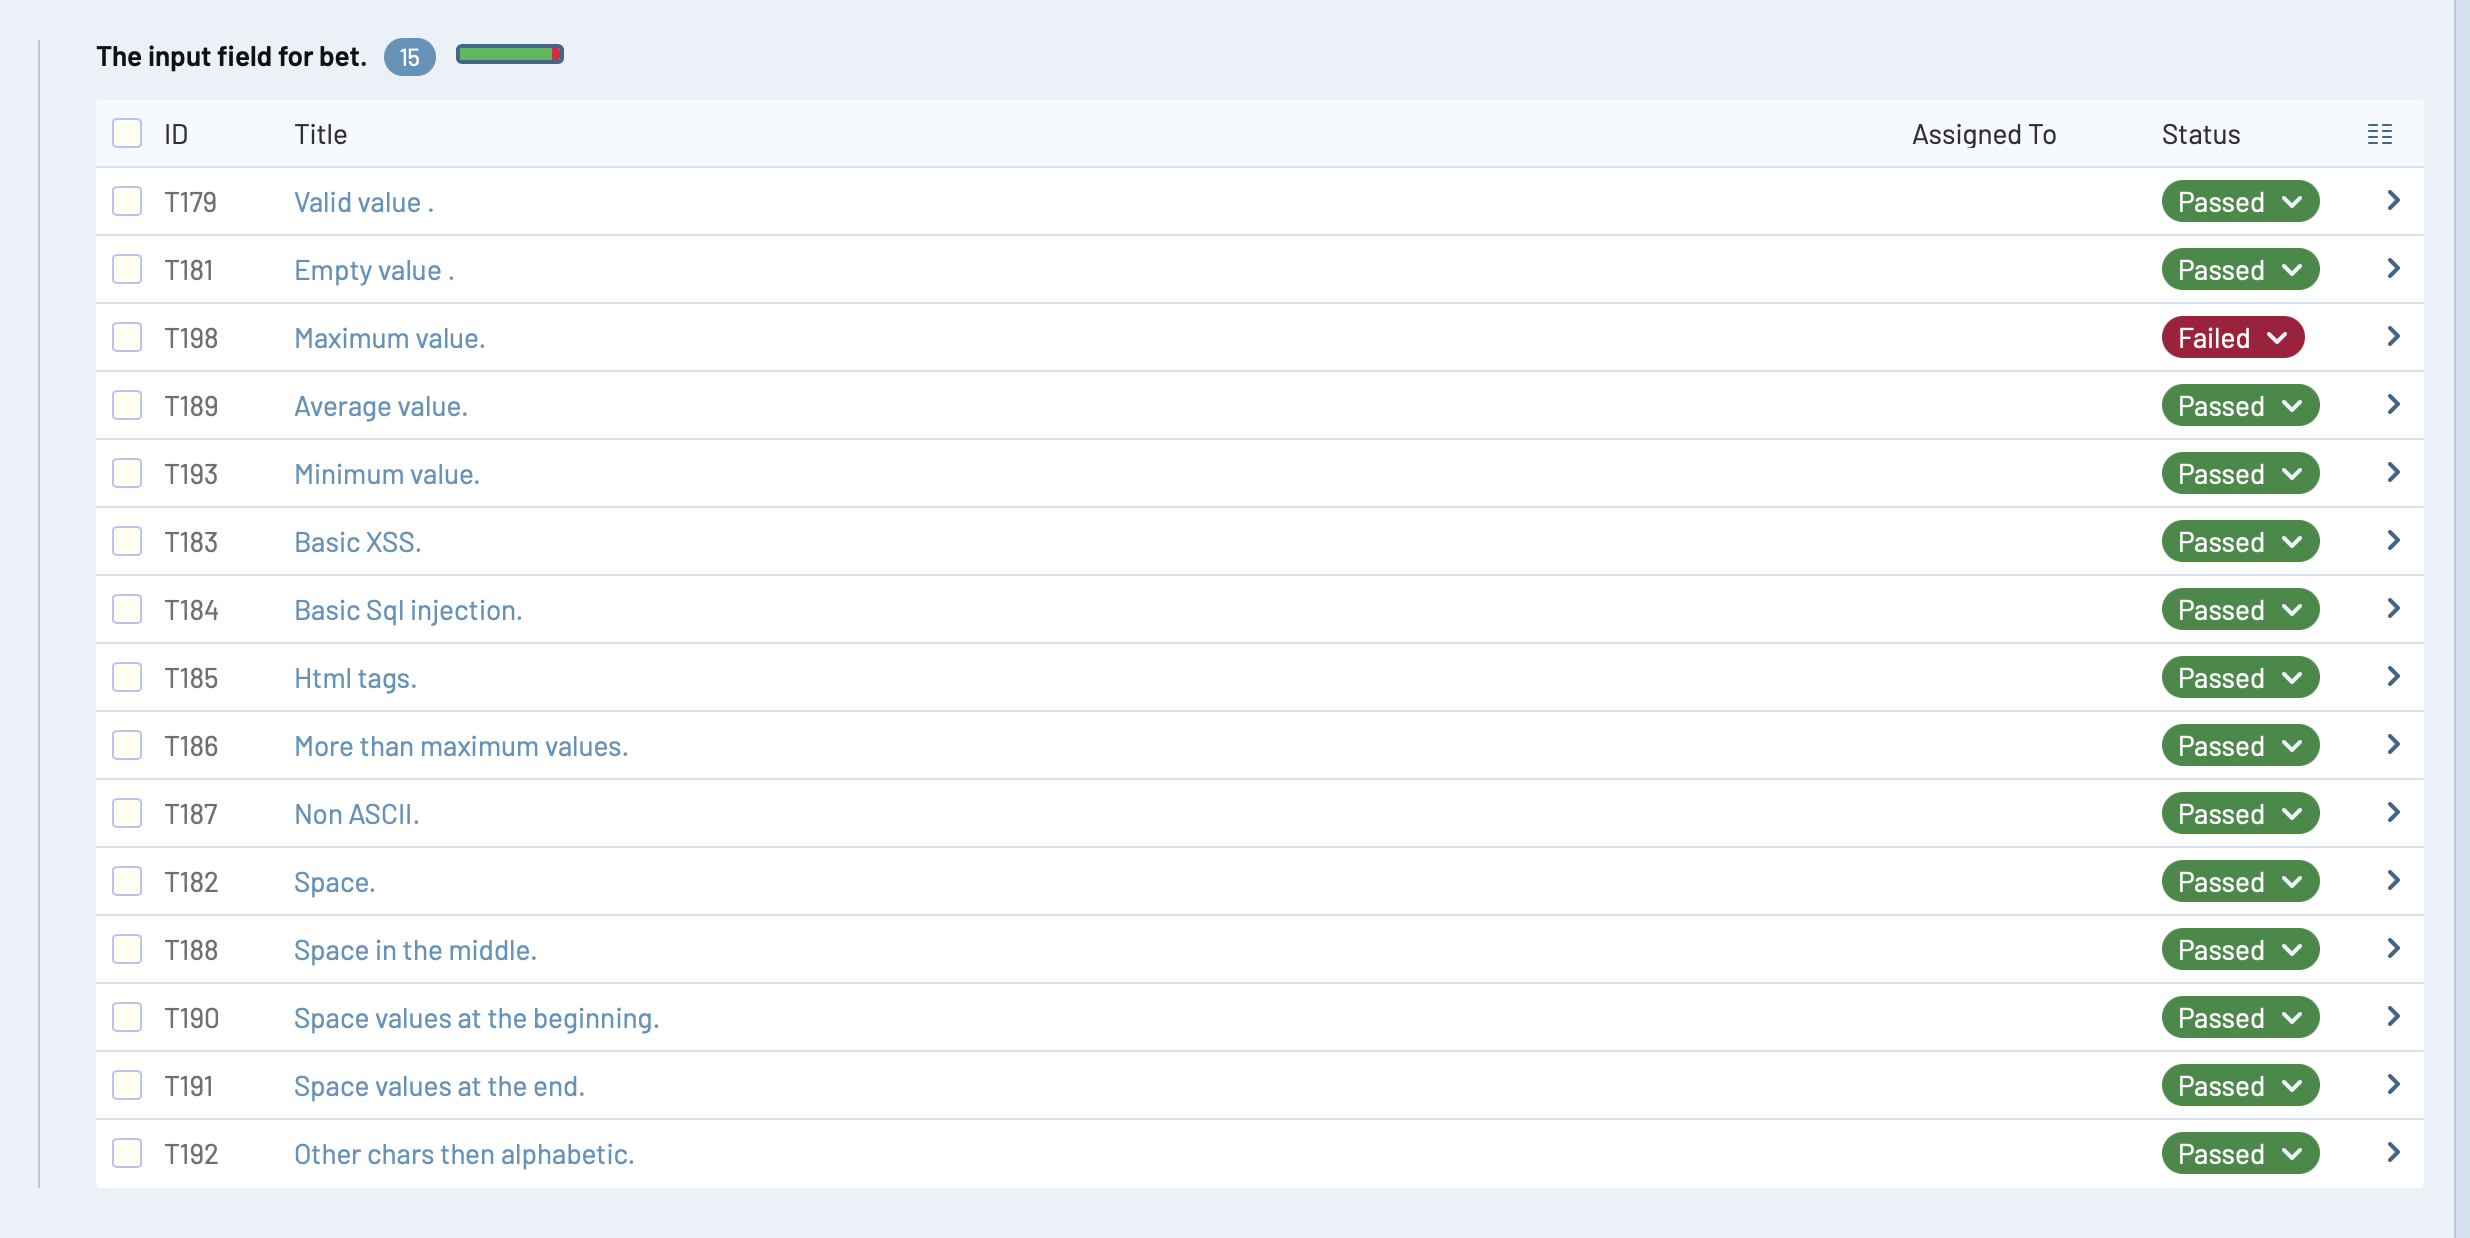 The input field for bet. 15
ID Title Assigned To Status
T179 Valid value . Passed
T181 Empty value . Passed
T198 Maximum value. Failed
T189 Average value. Passed
T193 Minimum value. Passed
T183 Basic XSS. Passed
T184 Basic Sql injection. Passed
T185 Html tags. Passed
T186 More than maximum values. Passed
T187 Non ASCII. Passed
T182 Space. Passed
T188 Space in the middle. Passed
T190 Space values at the beginning. Passed
T191 Space values at the end. Passed
T192 Other chars then alphabetic. Passed